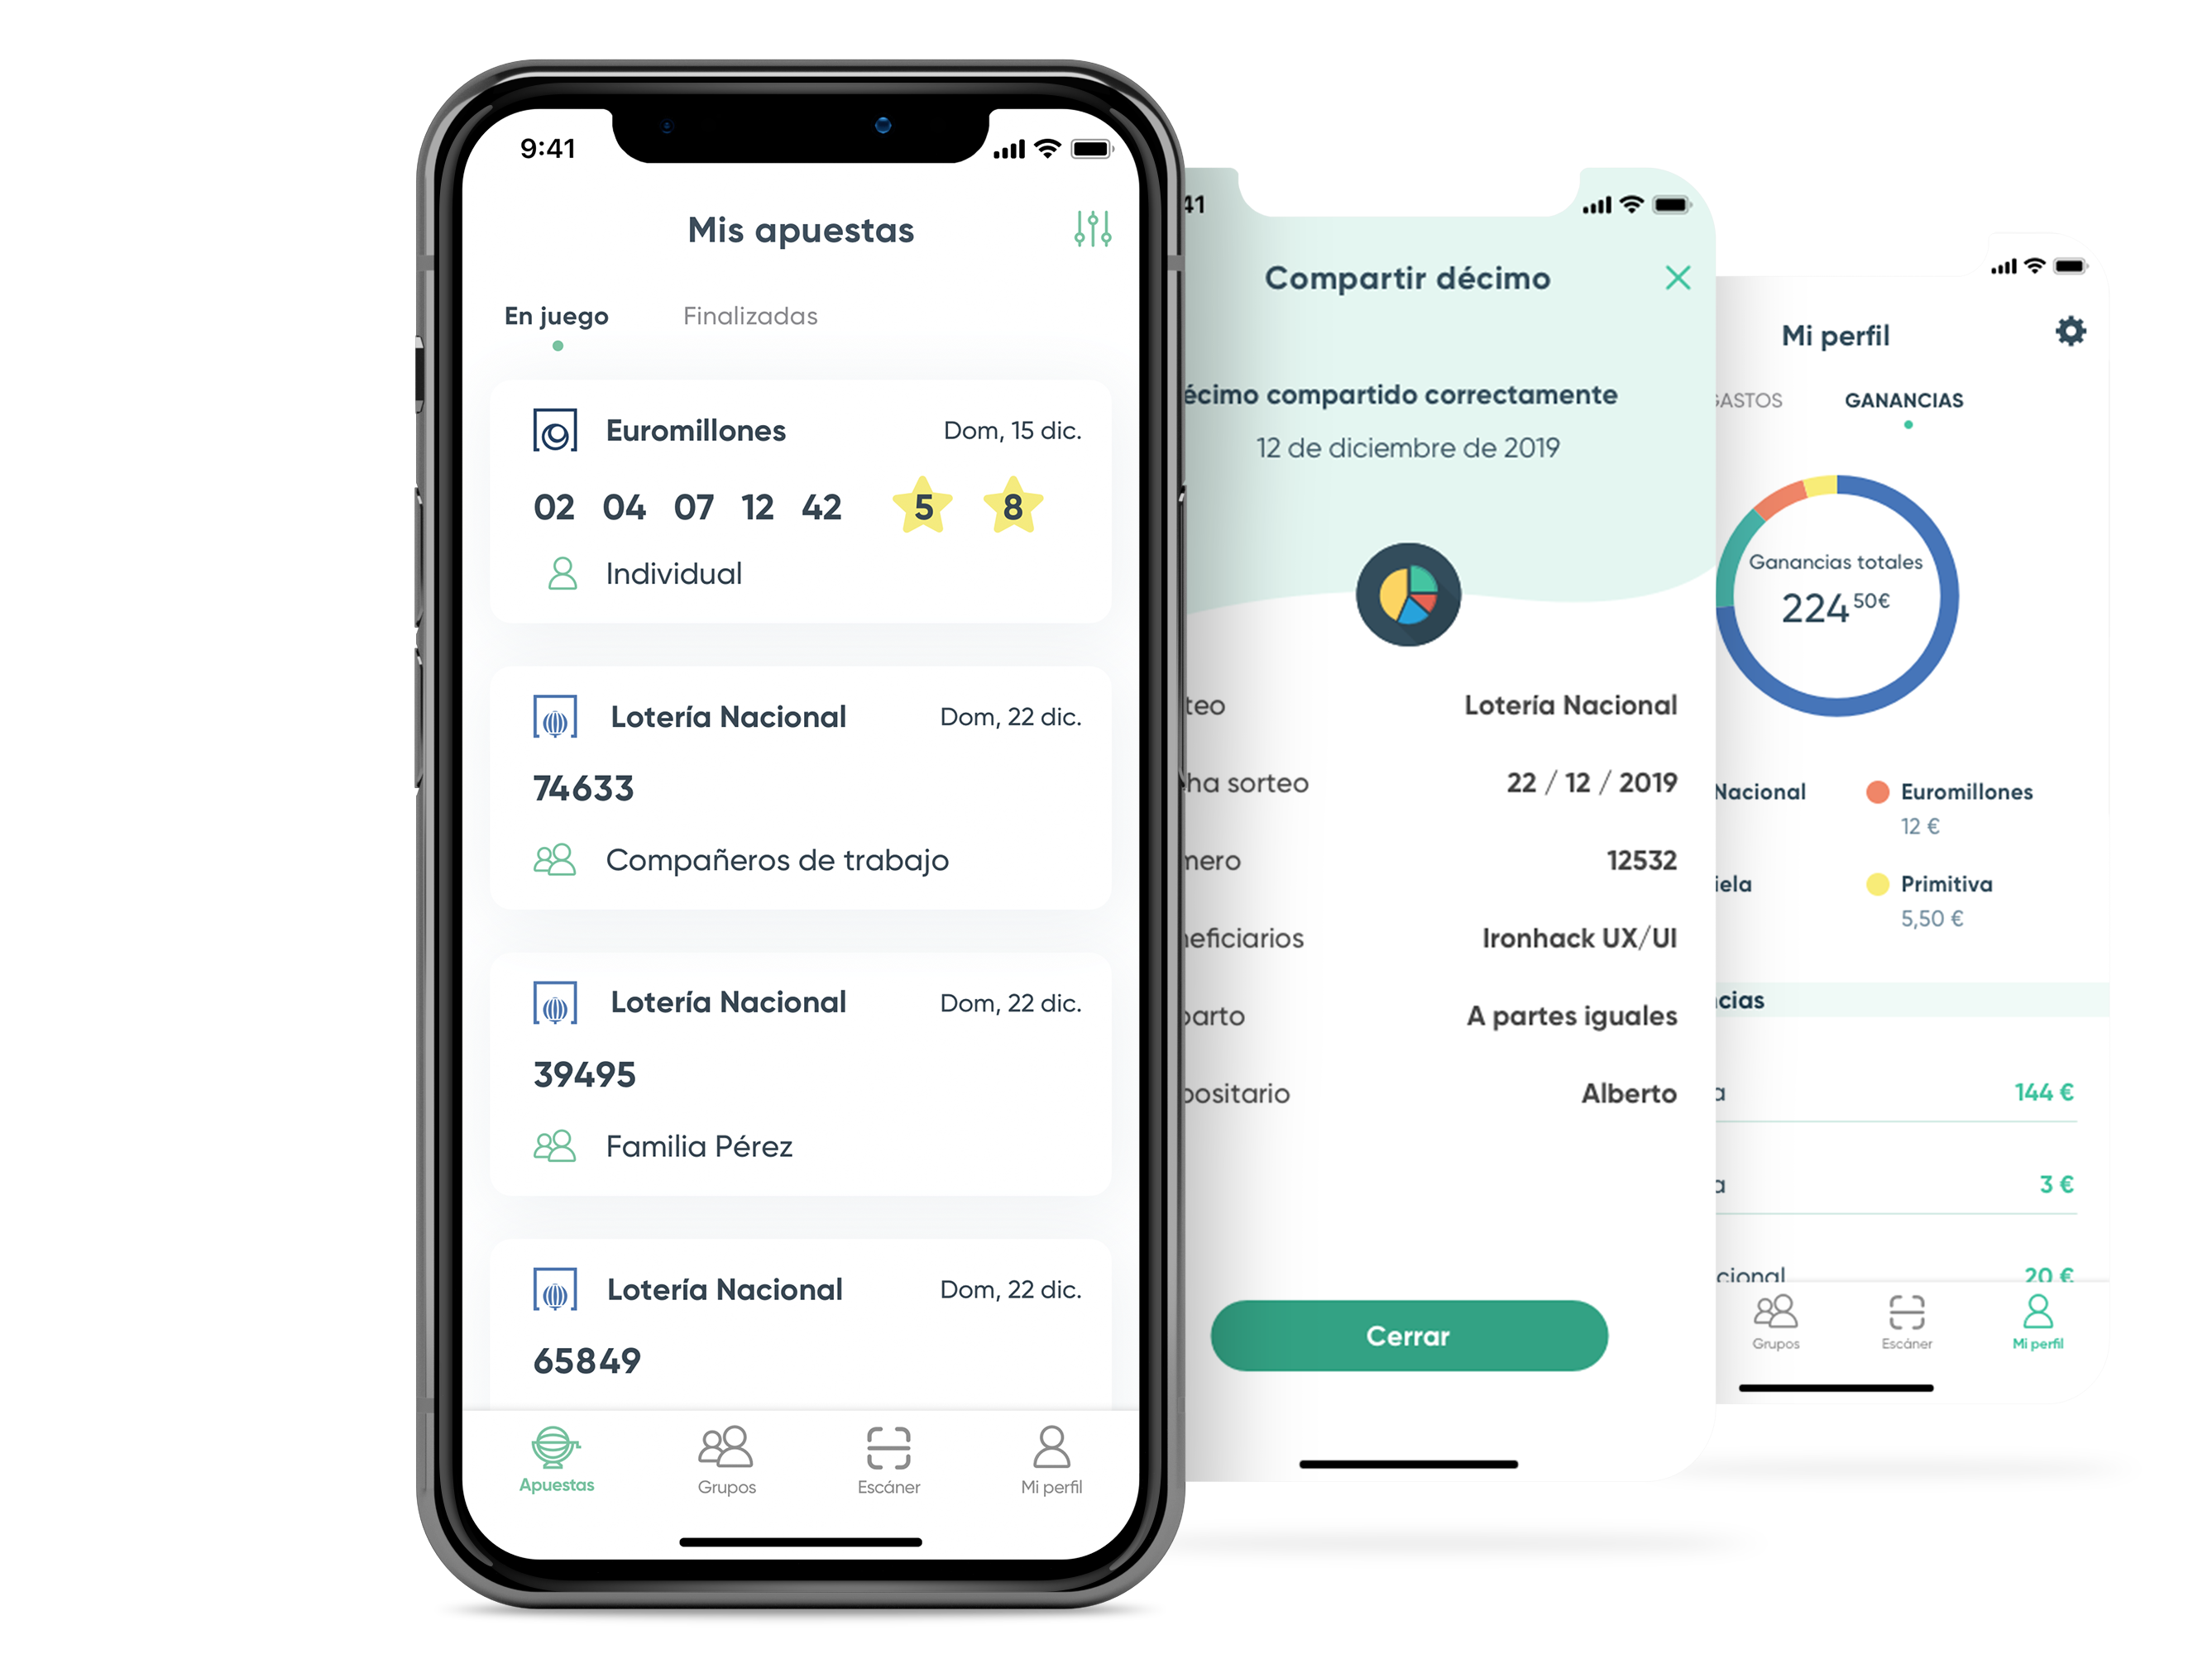 9:41
Mis apuestas
En juego Finalizadas
Euromillones Dom, 15 dic.
02 04 07 12 42 5 8
Individual
Lotería Nacional Dom, 22 dic.
74633
Compañeros de trabajo
Lotería Nacional Dom, 22 dic.
39495
Familia Pérez
Lotería Nacional Dom, 22 dic.
65849
Apuestas Grupos Escáner Mi perfil
41
Compartir décimo
écimo compartido correctamente
12 de diciembre de 2019
teo Lotería Nacional
ha sorteo 22 / 12 / 2019
mero 12532
neficiarios Ironhack UX/UI
parto A partes iguales
positario Alberto
Cerrar
Mi perfil
GASTOS GANANCIAS
Ganancias totales
224 50€
Nacional Euromillones
12 €
iela Primitiva
5,50 €
ncias
a 144 €
a 3 €
cional 20 €
Grupos Escáner Mi perfil